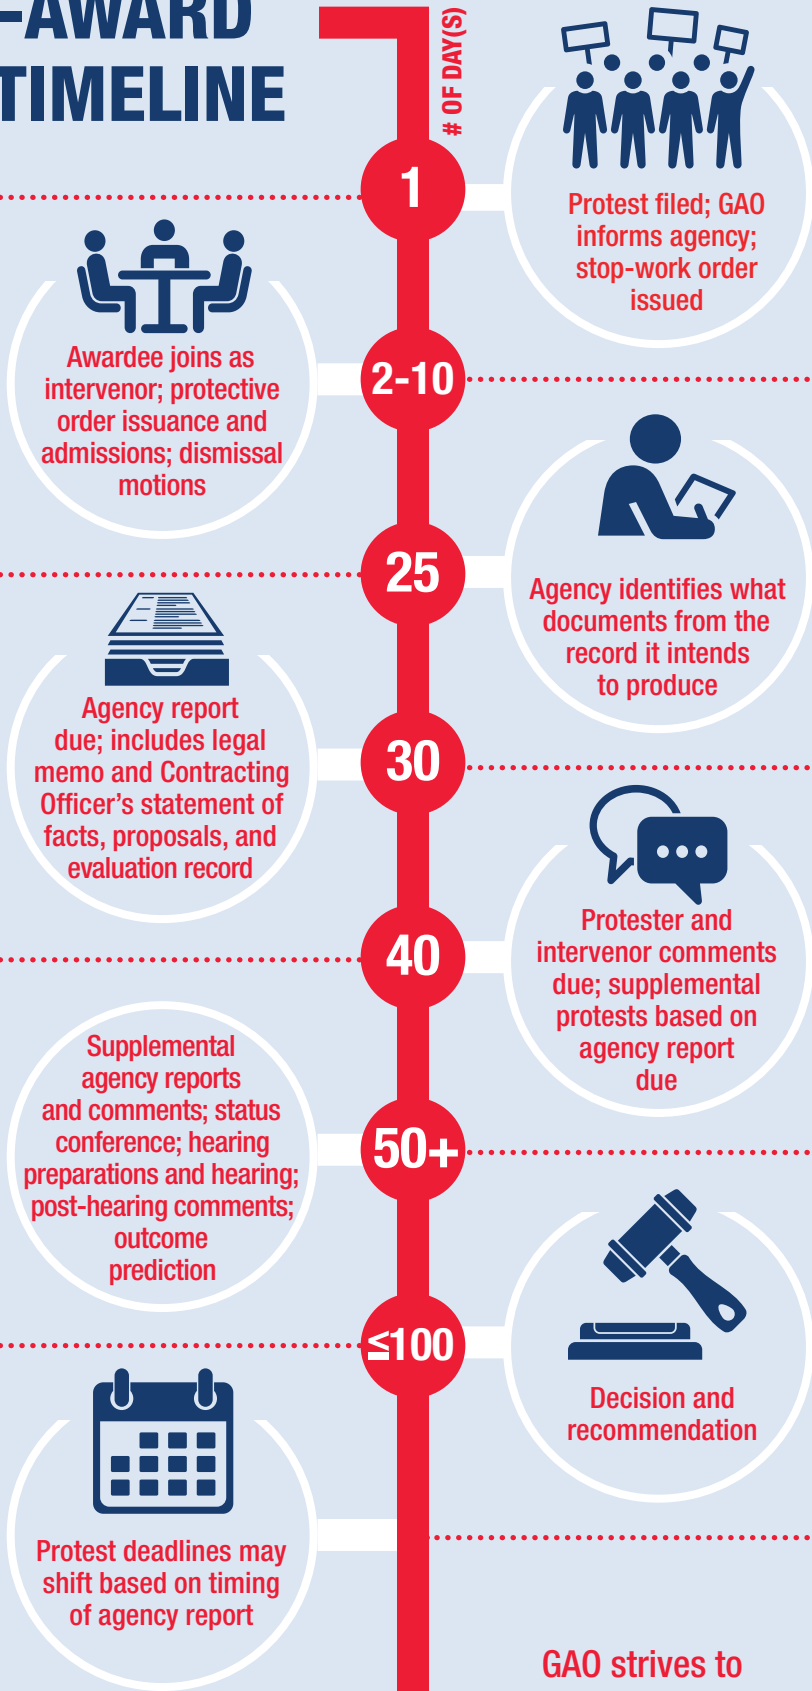 -AWARD
TIMELINE
# OF DAY(S)
1
Protest filed; GAO
informs agency;
stop-work order
issued
2-10
Awardee joins as
intervenor; protective
order issuance and
admissions; dismissal
motions
25
Agency identifies what
documents from the
record it intends
to produce
30
Agency report
due; includes legal
memo and Contracting
Officer’s statement of
facts, proposals, and
evaluation record
40
Protester and
intervenor comments
due; supplemental
protests based on
agency report
due
50+
Supplemental
agency reports
and comments; status
conference; hearing
preparations and hearing;
post-hearing comments;
outcome
prediction
≤100
Decision and
recommendation
Protest deadlines may
shift based on timing
of agency report
GAO strives to